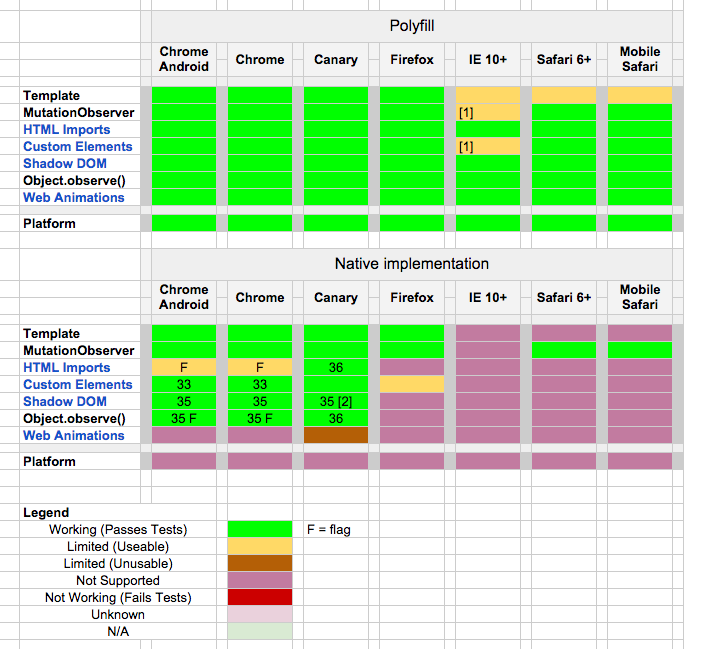 Polyfill
Chrome Android Chrome Canary Firefox IE 10+ Safari 6+ Mobile Safari
Template
MutationObserver [1]
HTML Imports
Custom Elements [1]
Shadow DOM
Object.observe()
Web Animations
Platform
Native implementation
Chrome Android Chrome Canary Firefox IE 10+ Safari 6+ Mobile Safari
Template
MutationObserver
HTML Imports F F 36
Custom Elements 33 33
Shadow DOM 35 35 35 [2]
Object.observe() 35 F 35 F 36
Web Animations
Platform
Legend
Working (Passes Tests) F = flag
Limited (Useable)
Limited (Unusable)
Not Supported
Not Working (Fails Tests)
Unknown
N/A